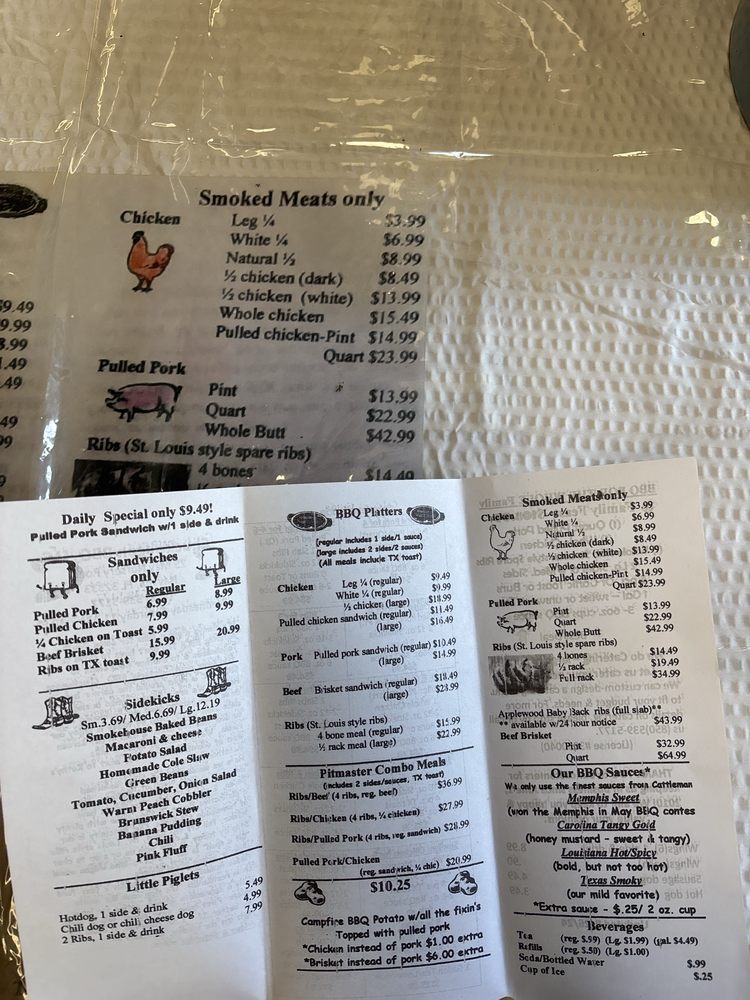 Smoked Meats only
Chicken Leg ¼ $3.99
White ¼ $6.99
Natural ½ $8.99
½ chicken (dark) $8.49
½ chicken (white) $13.99
Whole chicken $15.49
Pulled chicken-Pint $14.99
Quart $23.99
Pulled Pork
Pint $13.99
Quart $22.99
Whole Butt $42.99
Ribs (St. Louis style spare ribs)
4 bones $14.49
9.49
9.99
.49
.49
49
99
Daily Special only $9.49!
Pulled Pork Sandwich w/1 side & drink
Sandwiches
only
Regular Large
Pulled Pork 6.99 8.99
Pulled Chicken 7.99 9.99
¼ Chicken on Toast 5.99
Beef Brisket 15.99 20.99
Ribs on TX toast 9.99
Sidekicks
Sm.3.69/ Med.6.69/ Lg.12.19
Smokehouse Baked Beans
Macaroni & cheese
Potato Salad
Homemade Cole Slaw
Green Beans
Tomato, Cucumber, Onion Salad
Warm Peach Cobbler
Brunswick Stew
Banana Pudding
Chili
Pink Fluff
Little Piglets
Hotdog, 1 side & drink 5.49
Chili dog or chili cheese dog 4.99
2 Ribs, 1 side & drink 7.99
BBQ Platters
(regular includes 1 side/1 sauce)
(large includes 2 sides/2 sauces)
(All meals include TX toast)
Chicken Leg ¼ (regular) $9.49
White ¼ (regular) $9.99
½ chicken (large) $18.99
Pulled chicken sandwich (regular) $11.49
(large) $16.49
Pork Pulled pork sandwich (regular) $10.49
(large) $14.99
Beef Brisket sandwich (regular) $18.49
(large) $23.99
Ribs (St. Louis style ribs)
4 bone meal (regular) $15.99
½ rack meal (large) $22.99
Pitmaster Combo Meals
(includes 2 sides/sauces, TX toast)
Ribs/Beef (4 ribs, reg. beef) $36.99
Ribs/Chicken (4 ribs, ¼ chicken) $27.99
Ribs/Pulled Pork (4 ribs, reg. sandwich) $28.99
Pulled Pork/Chicken
(reg. sandwich, ¼ chic) $20.99
$10.25
Campfire BBQ Potato w/all the fixin's
Topped with pulled pork
*Chicken instead of pork $1.00 extra
*Brisket instead of pork $6.00 extra
Smoked Meats only
Chicken Leg ¼ $3.99
White ¼ $6.99
Natural ½ $8.99
½ chicken (dark) $8.49
½ chicken (white) $13.99
Whole chicken $15.49
Pulled chicken-Pint $14.99
Quart $23.99
Pulled Pork
Pint $13.99
Quart $22.99
Whole Butt $42.99
Ribs (St. Louis style spare ribs)
4 bones $14.49
½ rack $19.49
Full rack $34.99
Applewood Baby Back ribs (full slab)**
** available w/24 hour notice $43.99
Beef Brisket
Pint $32.99
Quart $64.99
Our BBQ Sauces*
We only use the finest sauces from Cattleman
Memphis Sweet
(won the Memphis in May BBQ contes
Carolina Tangy Gold
(honey mustard - sweet & tangy)
Louisiana Hot/Spicy
(bold, but not too hot)
Texas Smoky
(our mild favorite)
*Extra sauce - $.25/ 2 oz. cup
Beverages
Tea (reg. $.99) (Lg. $1.99) (gal. $4.49)
Refills (reg. $.50) (Lg. $1.00)
Soda/Bottled Water $.99
Cup of Ice $.25